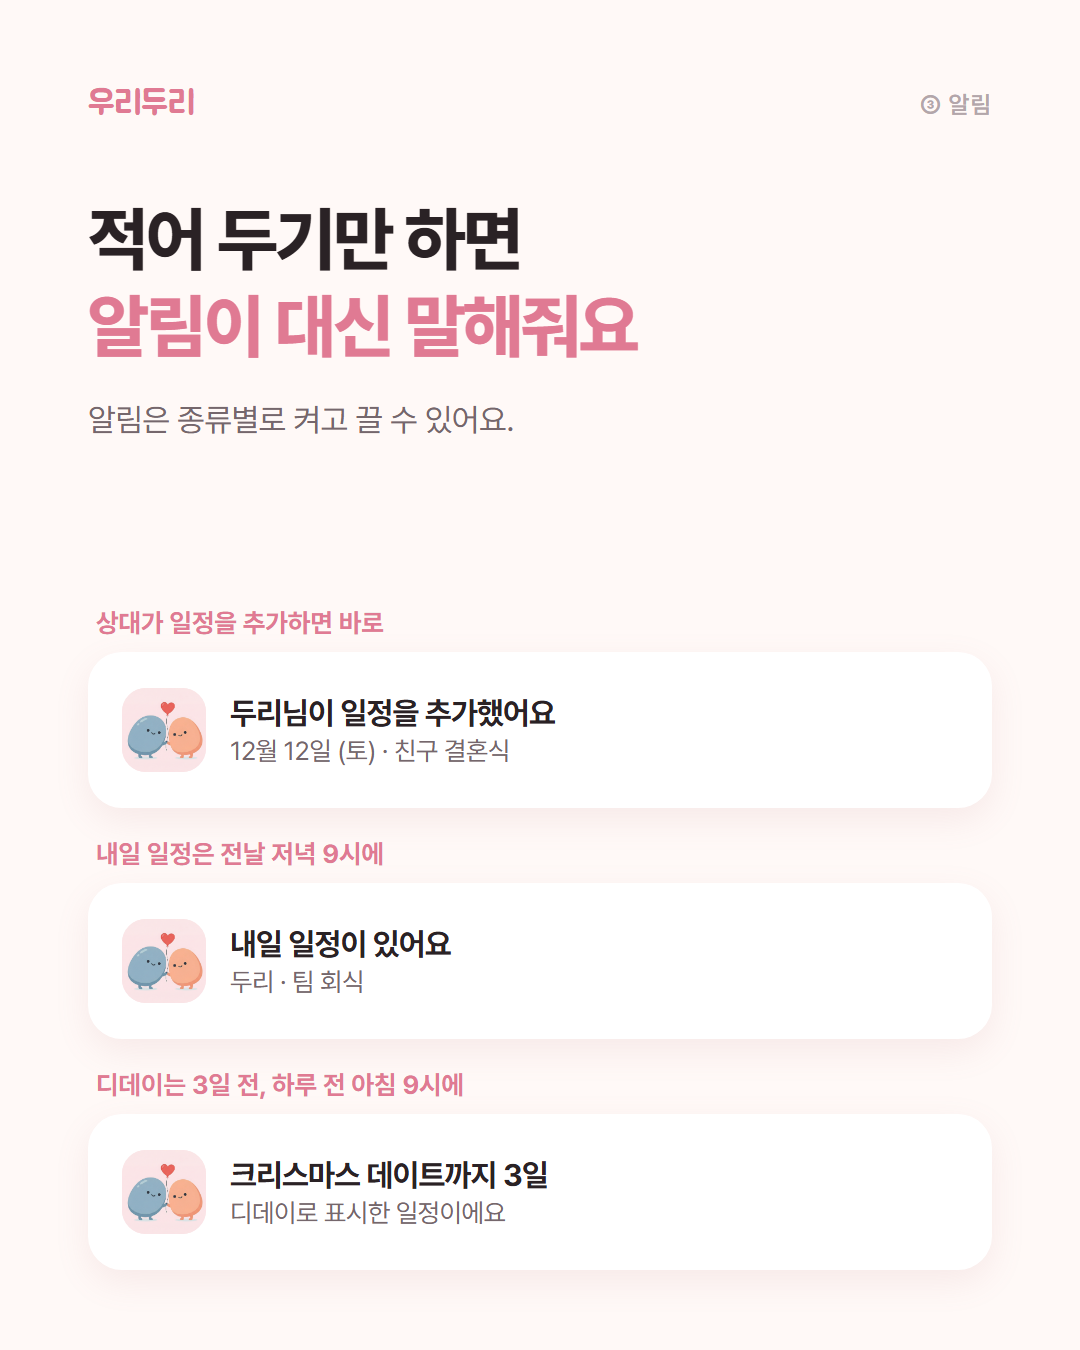 우리두리
③ 알림
적어 두기만 하면
알림이 대신 말해줘요
알림은 종류별로 켜고 끌 수 있어요.
상대가 일정을 추가하면 바로
두리님이 일정을 추가했어요
12월 12일 (토) · 친구 결혼식
내일 일정은 전날 저녁 9시에
내일 일정이 있어요
두리 · 팀 회식
디데이는 3일 전, 하루 전 아침 9시에
크리스마스 데이트까지 3일
디데이로 표시한 일정이에요